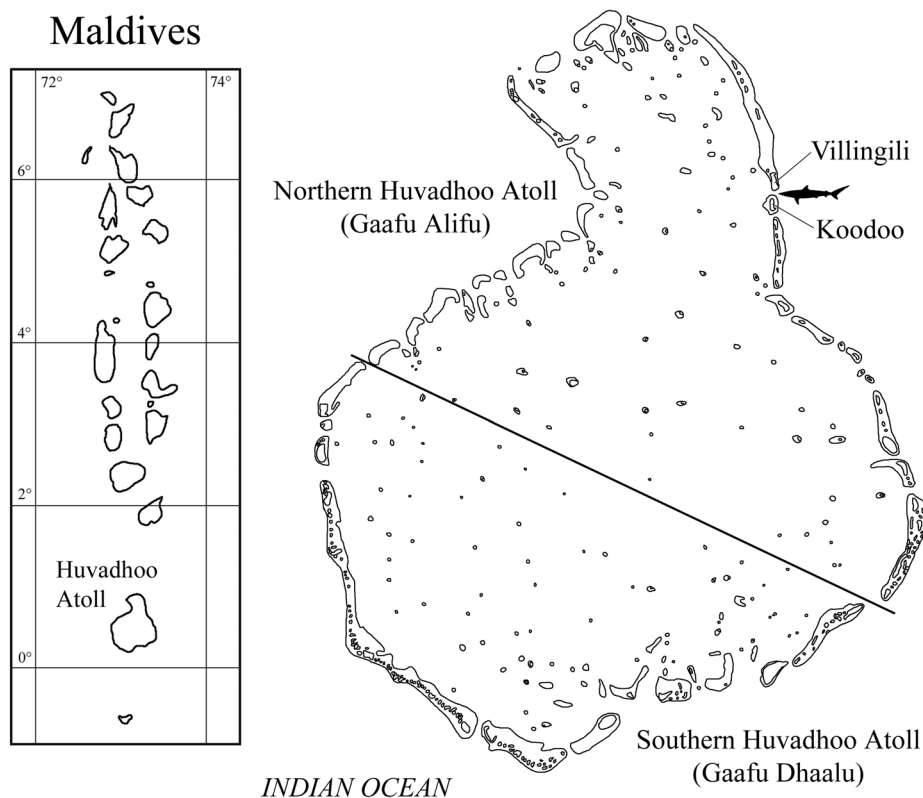 Maldives
72°
74°
6°
4°
2°
Huvadhoo
Atoll
0°
Northern Huvadhoo Atoll
(Gaafu Alifu)
Villingili
Koodoo
Southern Huvadhoo Atoll
(Gaafu Dhaalu)
INDIAN OCEAN